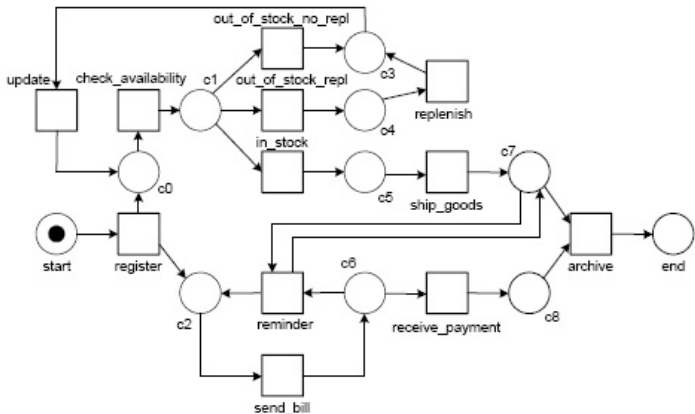 out_of_stock_no_repl
update
check_availability
c1
out_of_stock_repl
c3
replenish
c4
in_stock
c7
c0
c5
ship_goods
start
register
c6
archive
end
c2
reminder
receive_payment
c8
send_bill